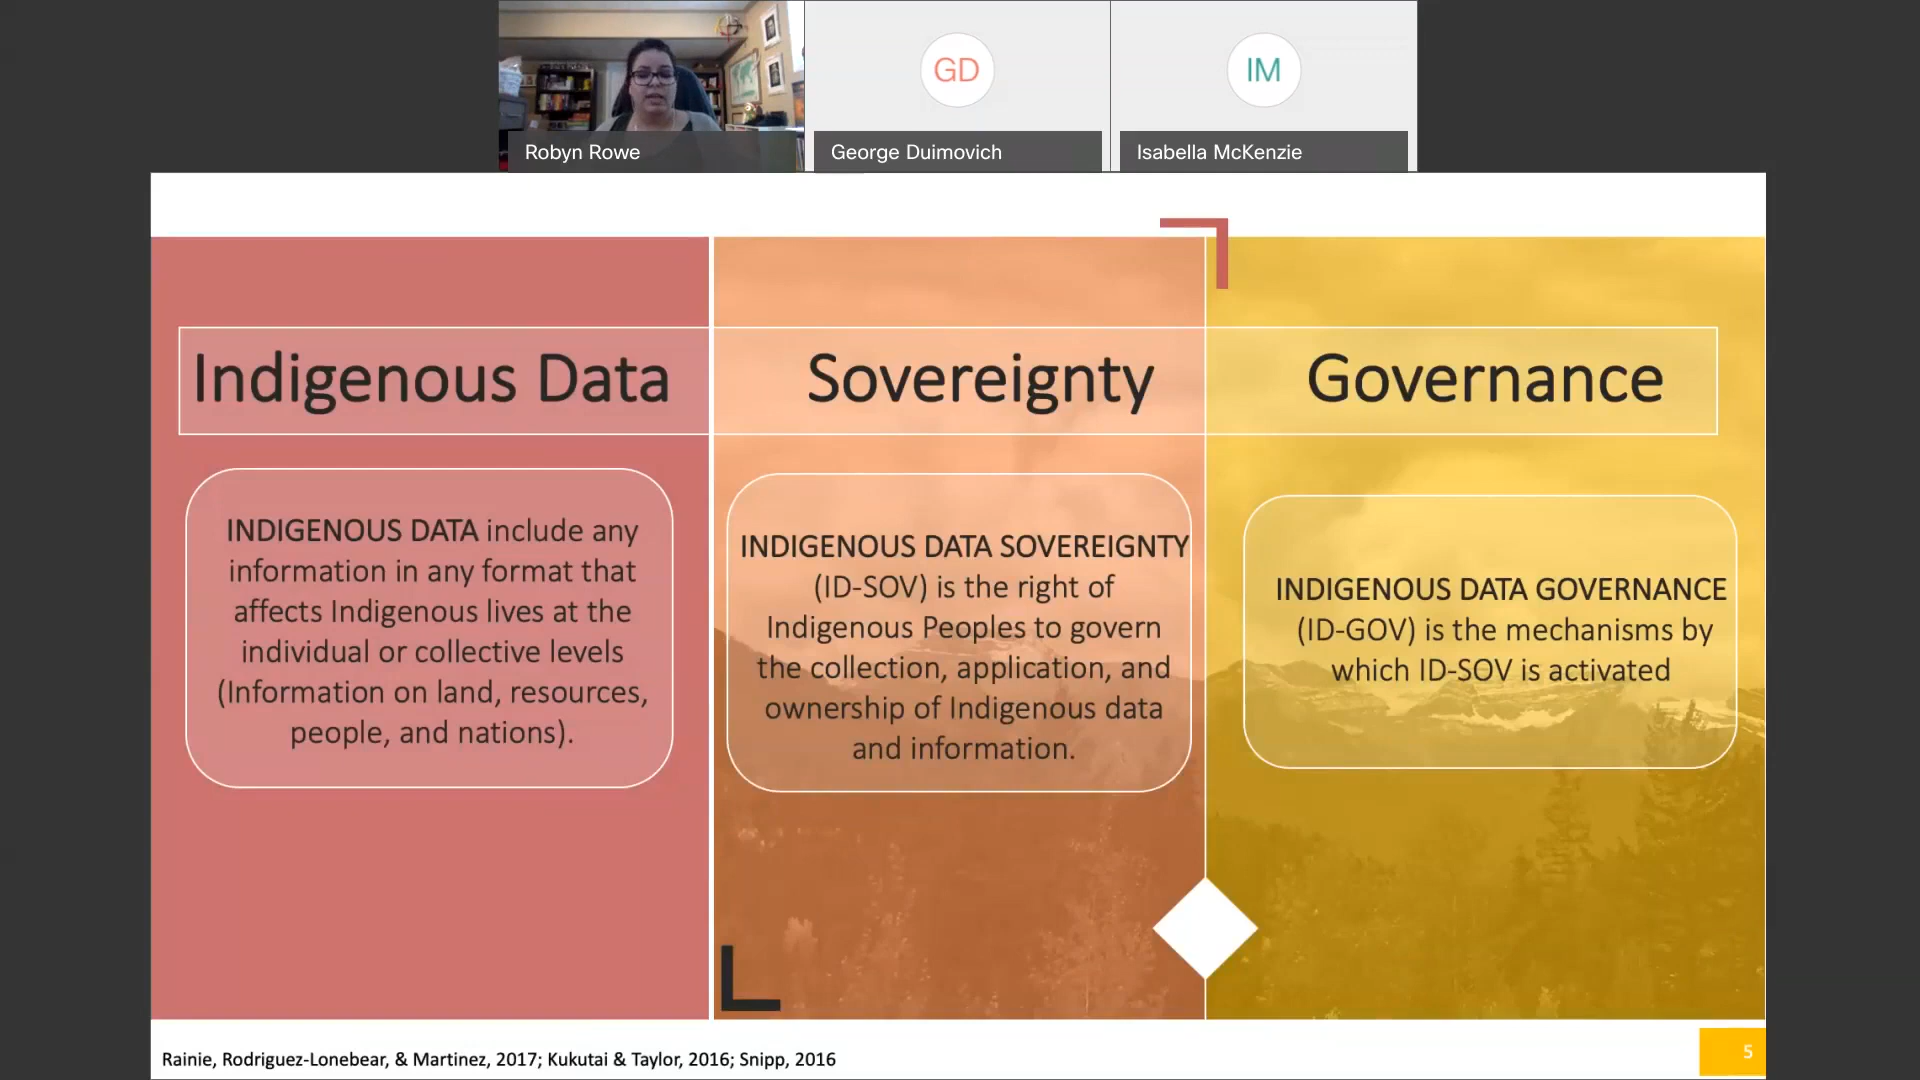 GD
IM
Robyn Rowe
George Duimovich
Isabella McKenzie
Indigenous Data
Sovereignty
Governance
INDIGENOUS DATA include any
information in any format that
affects Indigenous lives at the
individual or collective levels
(Information on land, resources,
people, and nations).
INDIGENOUS DATA SOVEREIGNTY
(ID-SOV) is the right of
Indigenous Peoples to govern
the collection, application, and
ownership of Indigenous data
and information.
INDIGENOUS DATA GOVERNANCE
(ID-GOV) is the mechanisms by
which ID-SOV is activated
Rainie, Rodriguez-Lonebear, & Martinez, 2017; Kukutai & Taylor, 2016; Snipp, 2016
5